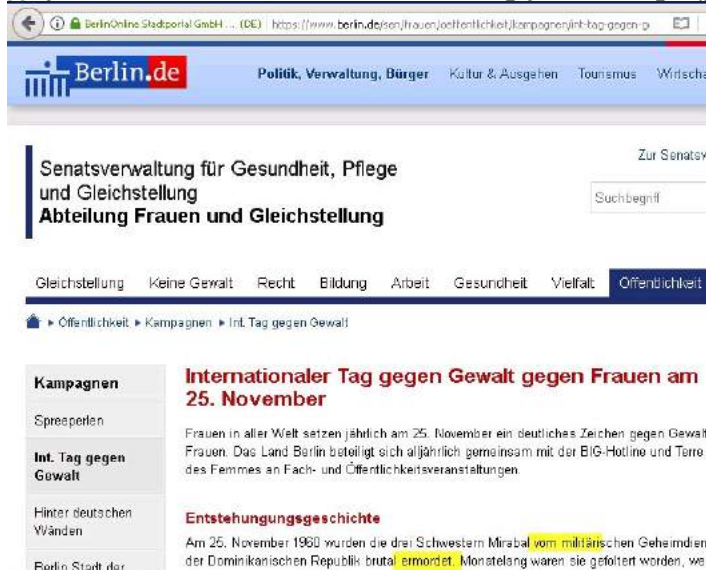 BerlinOnline Stadtportal GmbH ... (DE) https://www.berlin.de/sen/frauen/oeffentlichkeit/kampagnen/int-tag-gegen-g
Berlin.de Politik, Verwaltung, Bürger Kultur & Ausgehen Tourismus Wirtscha
Zur Senatsv
Senatsverwaltung für Gesundheit, Pflege
und Gleichstellung
Abteilung Frauen und Gleichstellung
Suchbegriff
Gleichstellung Keine Gewalt Recht Bildung Arbeit Gesundheit Vielfalt Öffentlichkeit
Öffentlichkeit Kampagnen Int. Tag gegen Gewalt
Kampagnen
Spreeperlen
Int. Tag gegen
Gewalt
Hinter deutschen
Wänden
Berlin Stadt der
Internationaler Tag gegen Gewalt gegen Frauen am
25. November
Frauen in aller Welt setzen jährlich am 25. November ein deutliches Zeichen gegen Gewalt
Frauen. Das Land Berlin beteiligt sich alljährlich gemeinsam mit der BIG-Hotline und Terre
des Femmes an Fach- und Öffentlichkeitsveranstaltungen.
Entstehungungsgeschichte
Am 25. November 1960 wurden die drei Schwestern Mirabal vom militärischen Geheimdien
der Dominikanischen Republik brutal ermordet. Monatelang waren sie gefoltert worden, we